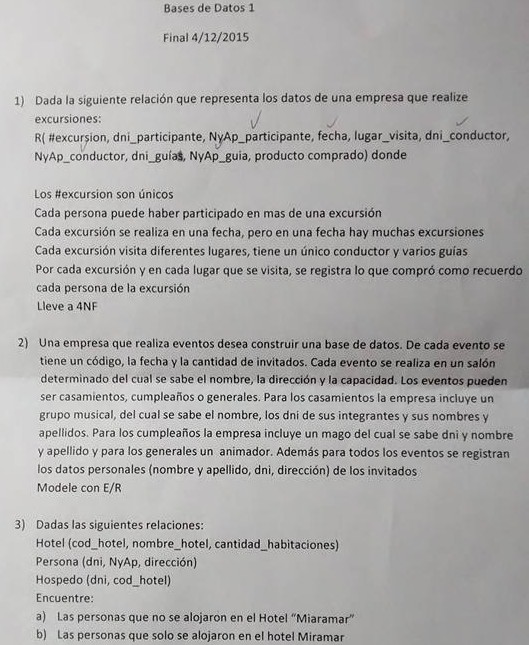 Bases de Datos 1
Final 4/12/2015
1) Dada la siguiente relación que representa los datos de una empresa que realize
excursiones:
R( #excursion, dni_participante, NyAp_participante, fecha, lugar_visita, dni_conductor,
NyAp_conductor, dni_guias, NyAp_guia, producto comprado) donde
Los #excursion son únicos
Cada persona puede haber participado en mas de una excursión
Cada excursión se realiza en una fecha, pero en una fecha hay muchas excursiones
Cada excursión visita diferentes lugares, tiene un único conductor y varios guías
Por cada excursión y en cada lugar que se visita, se registra lo que compró como recuerdo
cada persona de la excursión
Lleve a 4NF
2) Una empresa que realiza eventos desea construir una base de datos. De cada evento se
tiene un código, la fecha y la cantidad de invitados. Cada evento se realiza en un salón
determinado del cual se sabe el nombre, la dirección y la capacidad. Los eventos pueden
ser casamientos, cumpleaños o generales. Para los casamientos la empresa incluye un
grupo musical, del cual se sabe el nombre, los dni de sus integrantes y sus nombres y
apellidos. Para los cumpleaños la empresa incluye un mago del cual se sabe dni y nombre
y apellido y para los generales un animador. Además para todos los eventos se registran
los datos personales (nombre y apellido, dni, dirección) de los invitados
Modele con E/R
3) Dadas las siguientes relaciones:
Hotel (cod_hotel, nombre_hotel, cantidad_habitaciones)
Persona (dni, NyAp, dirección)
Hospedo (dni, cod_hotel)
Encuentre:
a) Las personas que no se alojaron en el Hotel "Miaramar"
b) Las personas que solo se alojaron en el hotel Miramar